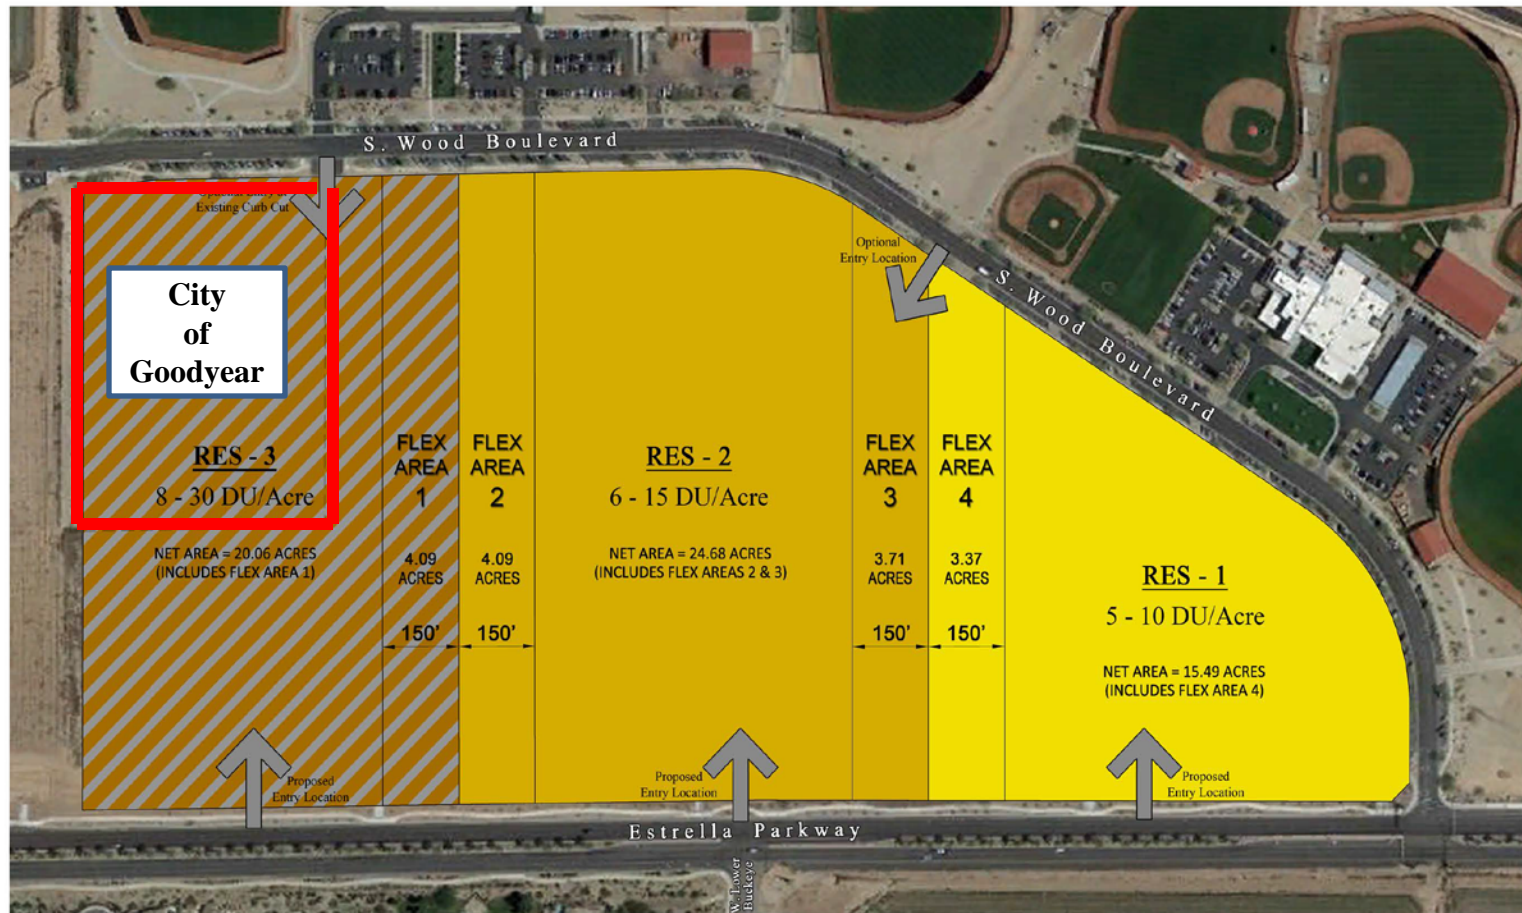 S. Wood Boulevard
Existing Curb Cut
City
of
Goodyear
Optional
Entry Location
S. Wood Boulevard
RES - 3
8 - 30 DU/Acre
NET AREA = 20.06 ACRES
(INCLUDES FLEX AREA 1)
FLEX
AREA
1
4.09
ACRES
150'
FLEX
AREA
2
4.09
ACRES
150'
RES - 2
6 - 15 DU/Acre
NET AREA = 24.68 ACRES
(INCLUDES FLEX AREAS 2 & 3)
FLEX
AREA
3
3.71
ACRES
150'
FLEX
AREA
4
3.37
ACRES
150'
RES - 1
5 - 10 DU/Acre
NET AREA = 15.49 ACRES
(INCLUDES FLEX AREA 4)
Proposed
Entry Location
Proposed
Entry Location
Proposed
Entry Location
Estrella Parkway
W. Lower
Buckeye